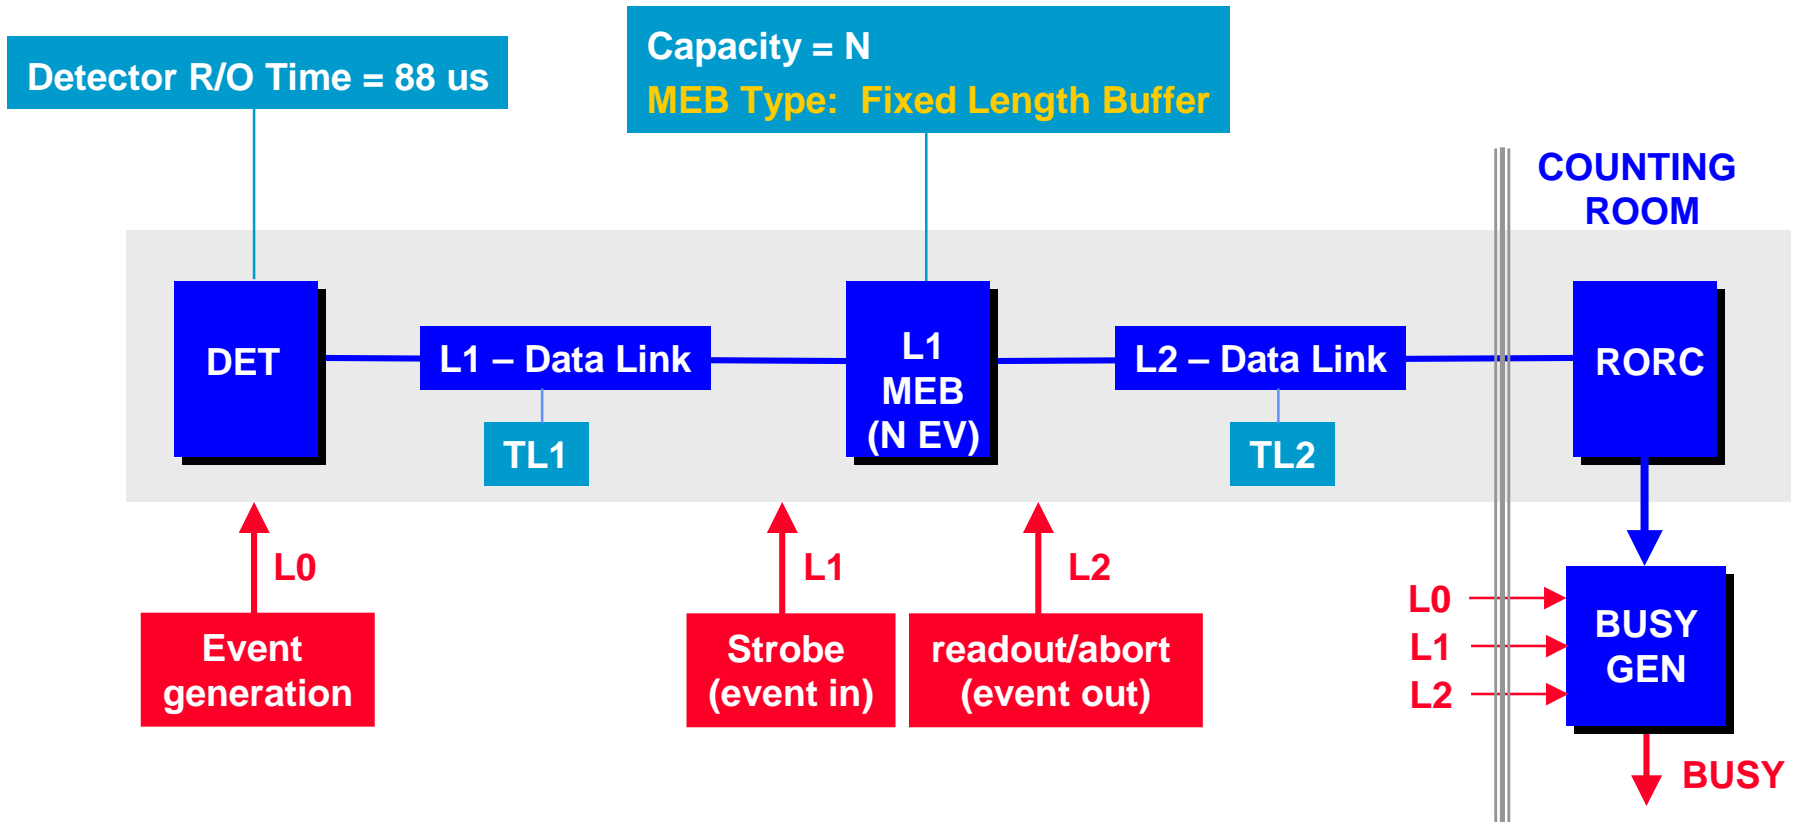 Detector R/O Time = 88 us
Capacity = N
MEB Type:  Fixed Length Buffer
COUNTING
ROOM
DET
L1 – Data Link
TL1
L1
MEB
(N EV)
L2 – Data Link
TL2
RORC
L0
Event
generation
L1
Strobe
(event in)
L2
readout/abort
(event out)
L0
L1
L2
BUSY
GEN
BUSY